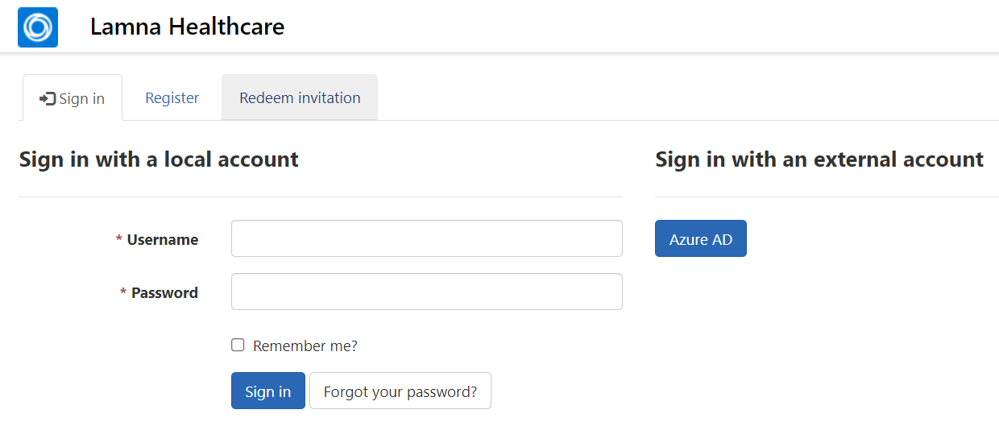 Lamna Healthcare
Sign in
Register
Redeem invitation
Sign in with a local account
* Username
* Password
Remember me?
Sign in
Forgot your password?
Sign in with an external account
Azure AD